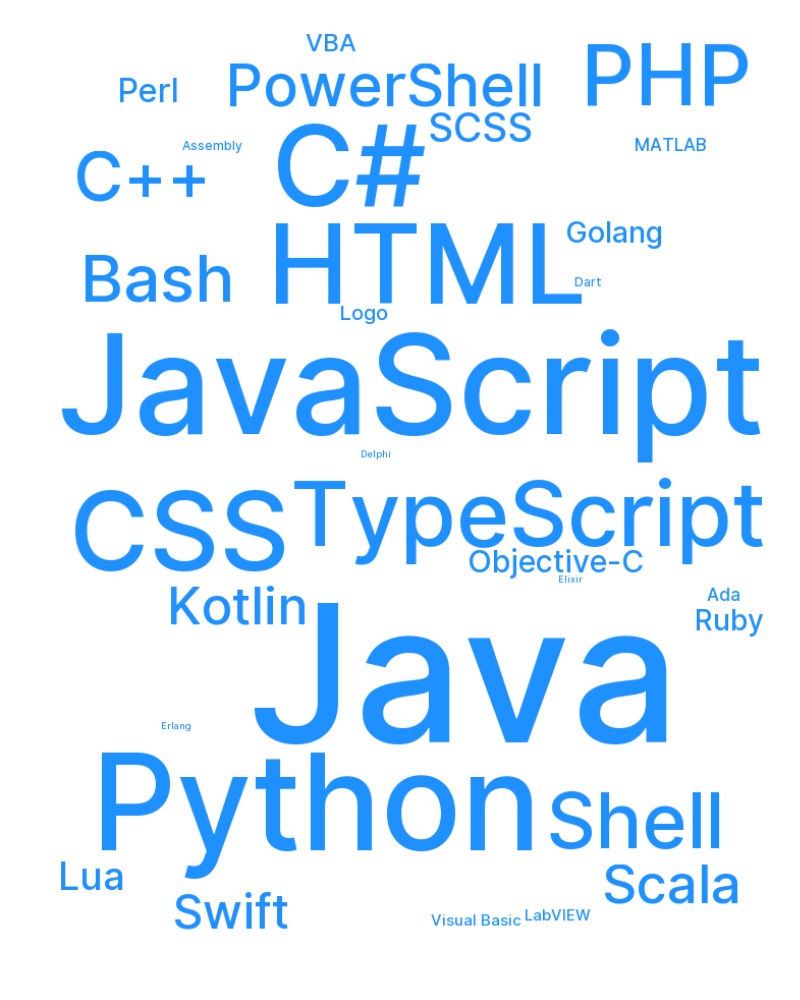 VBA
Perl
PowerShell
PHP
SCSS
Assembly
C#
MATLAB
C++
HTML
Golang
Bash
Dart
Logo
JavaScript
Delphi
CSS
TypeScript
Objective-C
Elixir
Kotlin
Ada
Ruby
Java
Erlang
Python
Shell
Lua
Scala
Swift
Visual Basic
LabVIEW